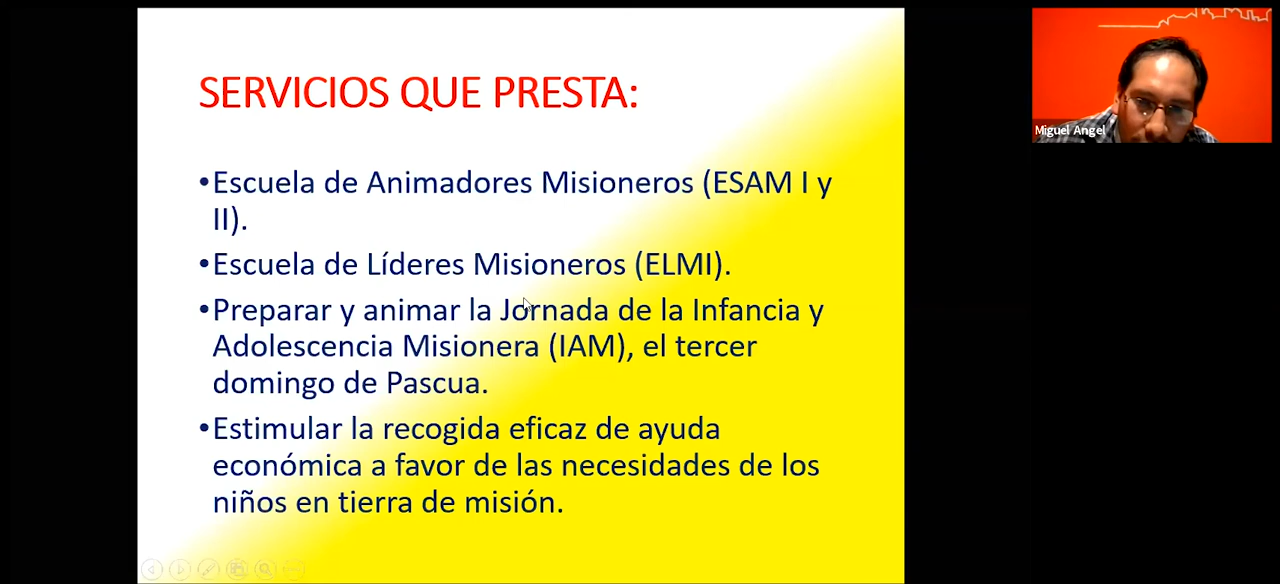 SERVICIOS QUE PRESTA:
•Escuela de Animadores Misioneros (ESAM I y
II).
•Escuela de Líderes Misioneros (ELMI).
•Preparar y animar la Jornada de la Infancia y
Adolescencia Misionera (IAM), el tercer
domingo de Pascua.
•Estimular la recogida eficaz de ayuda
económica a favor de las necesidades de los
niños en tierra de misión.
Miguel Angel